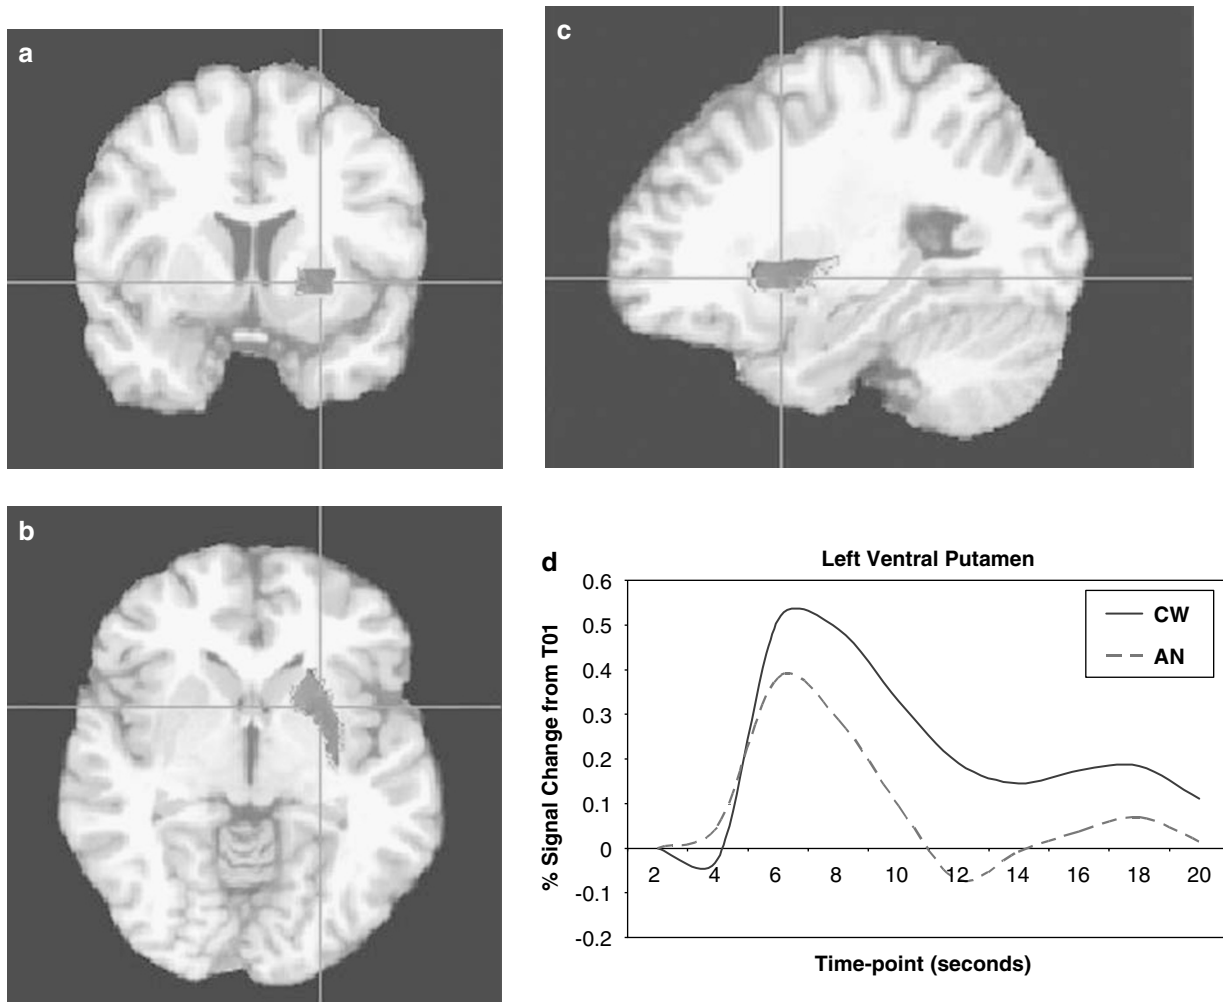 a
c
b
d
Left Ventral Putamen
% Signal Change from T01
0.6
0.5
0.4
0.3
0.2
0.1
0
-0.1
-0.2
CW
AN
2 4 6 8 10 12 14 16 18 20
Time-point (seconds)